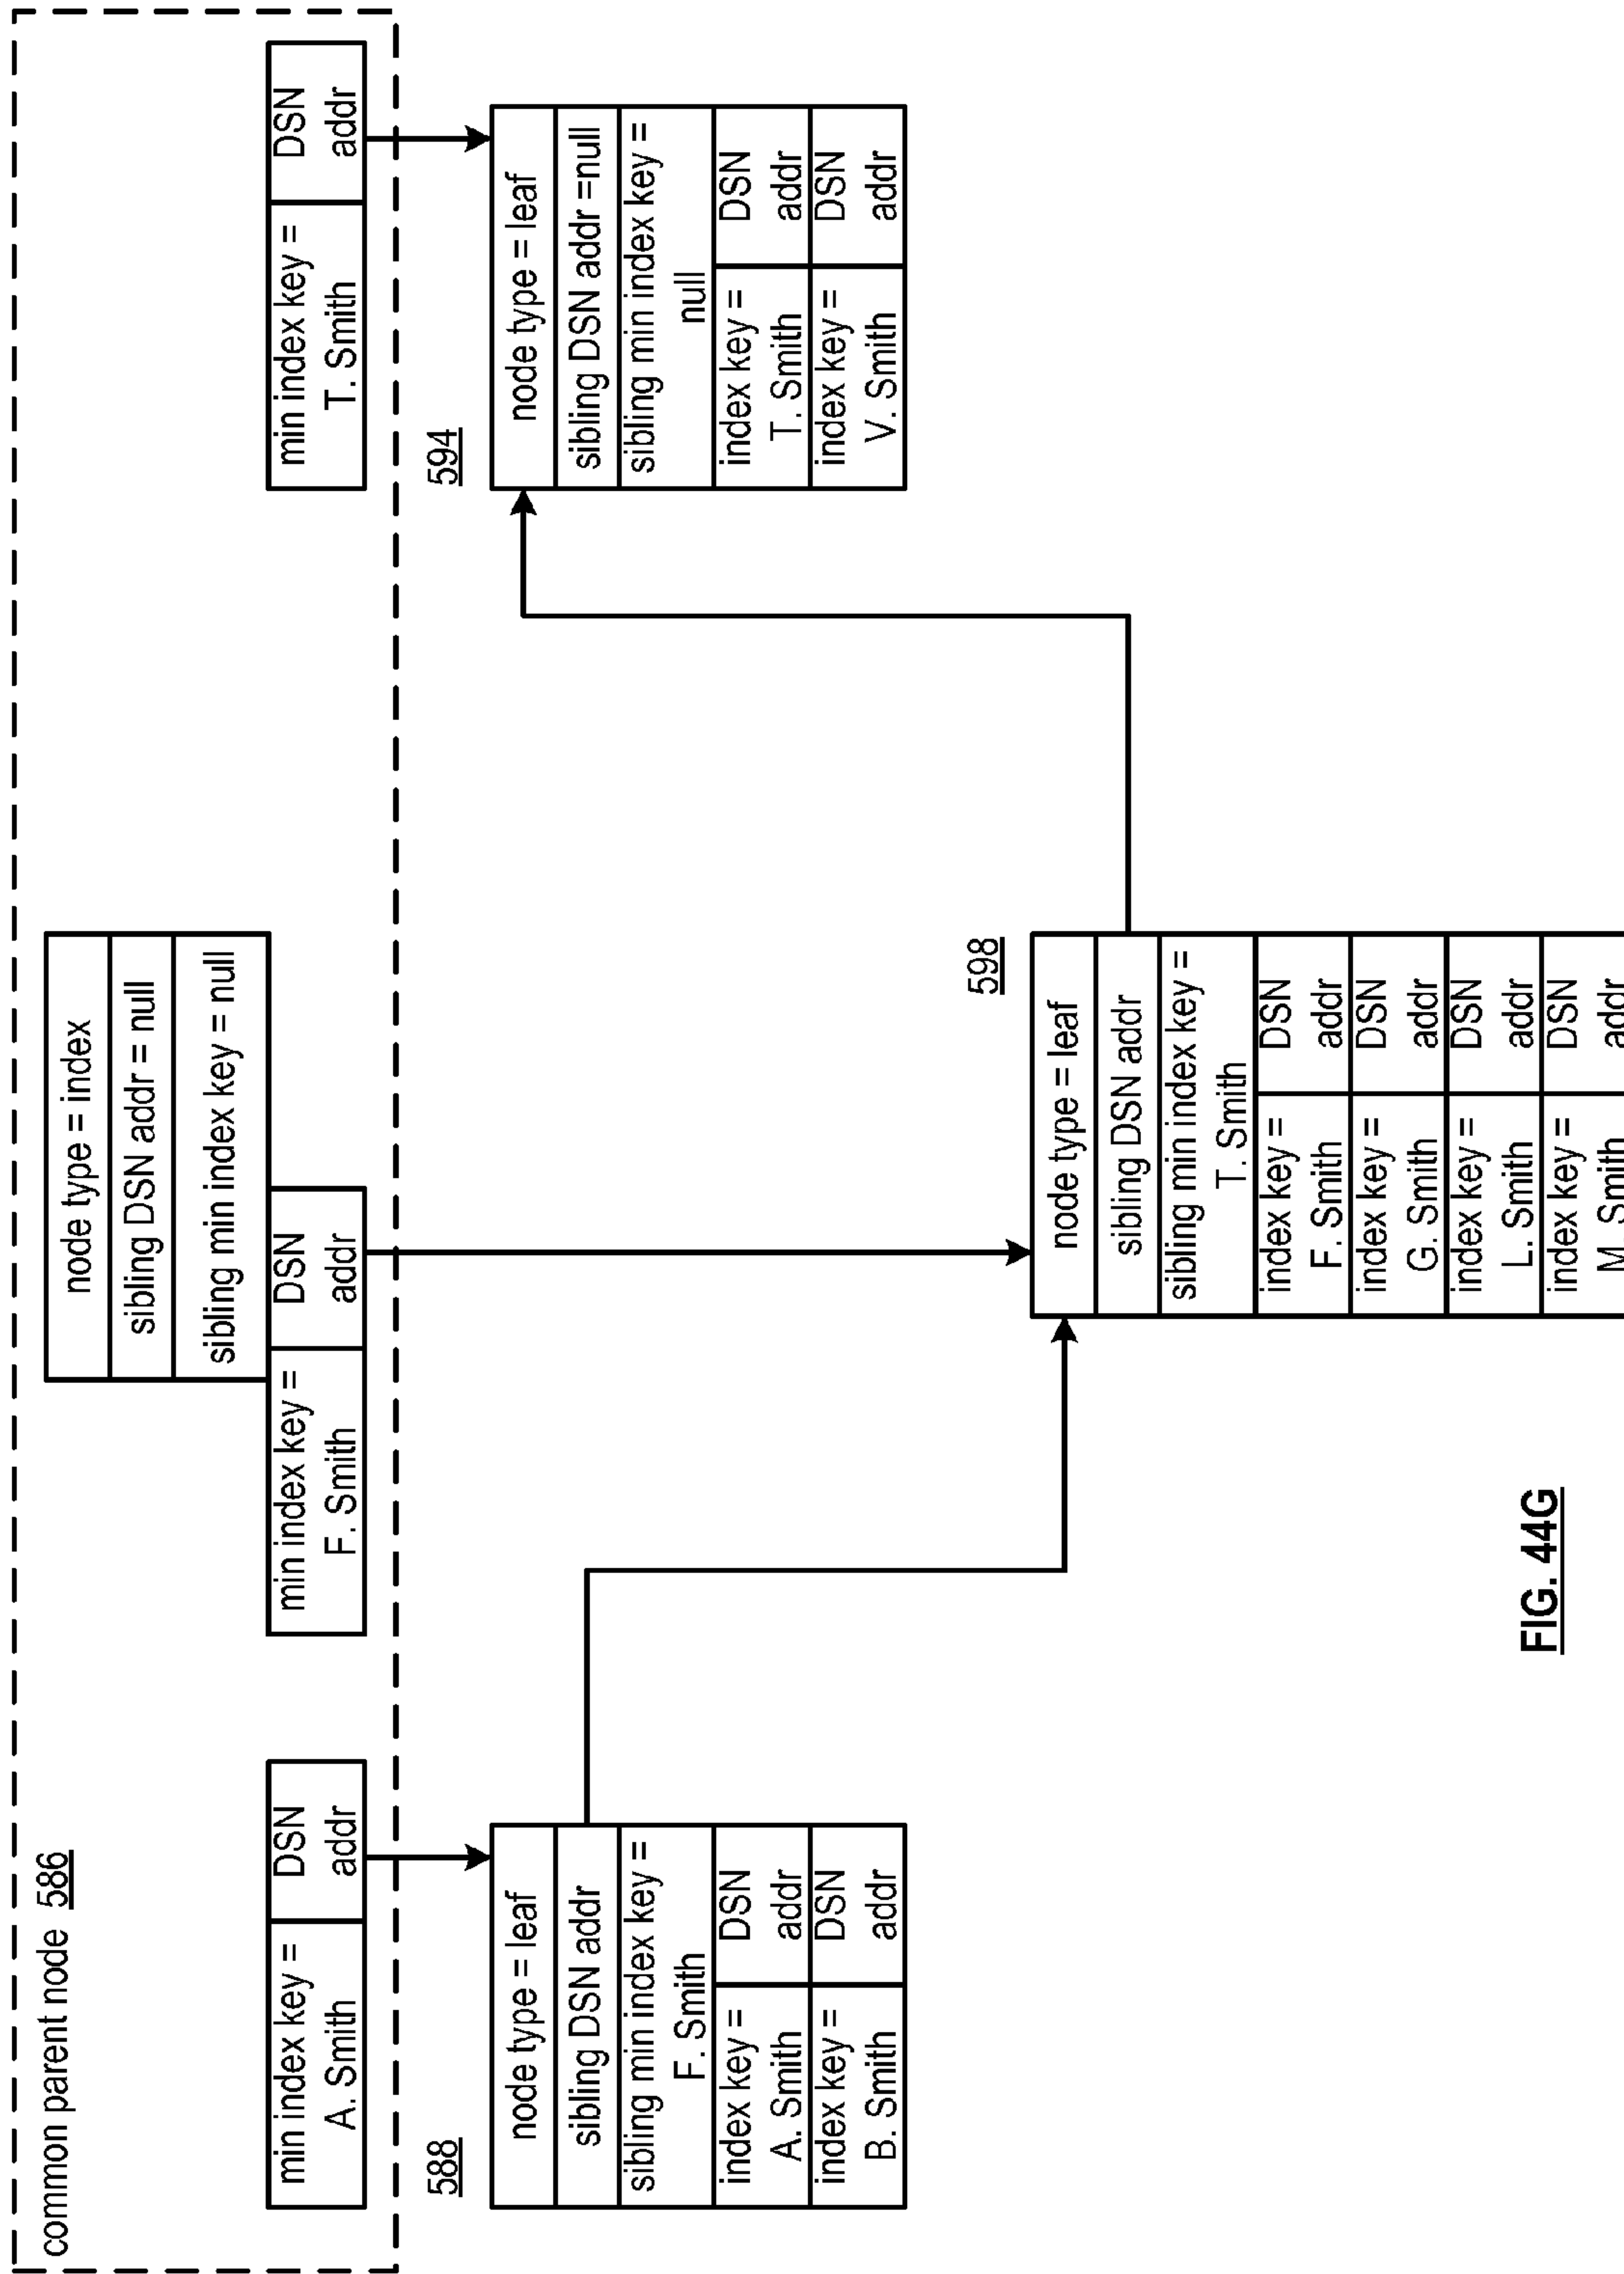 common parent node 586
node type = index
sibling DSN addr = null
sibling min index key = null
min index key =
A. Smith
DSN
addr
min index key =
F. Smith
DSN
addr
min index key =
T. Smith
DSN
addr
588
node type = leaf
sibling DSN addr
sibling min index key =
F. Smith
index key =
A. Smith
DSN
addr
index key =
B. Smith
DSN
addr
594
node type = leaf
sibling DSN addr =null
sibling min index key =
null
index key =
T. Smith
DSN
addr
index key =
V. Smith
DSN
addr
598
node type = leaf
sibling DSN addr
sibling min index key =
T. Smith
index key =
F. Smith
DSN
addr
index key =
G. Smith
DSN
addr
index key =
L. Smith
DSN
addr
index key =
M. Smith
DSN
addr
FIG. 44G